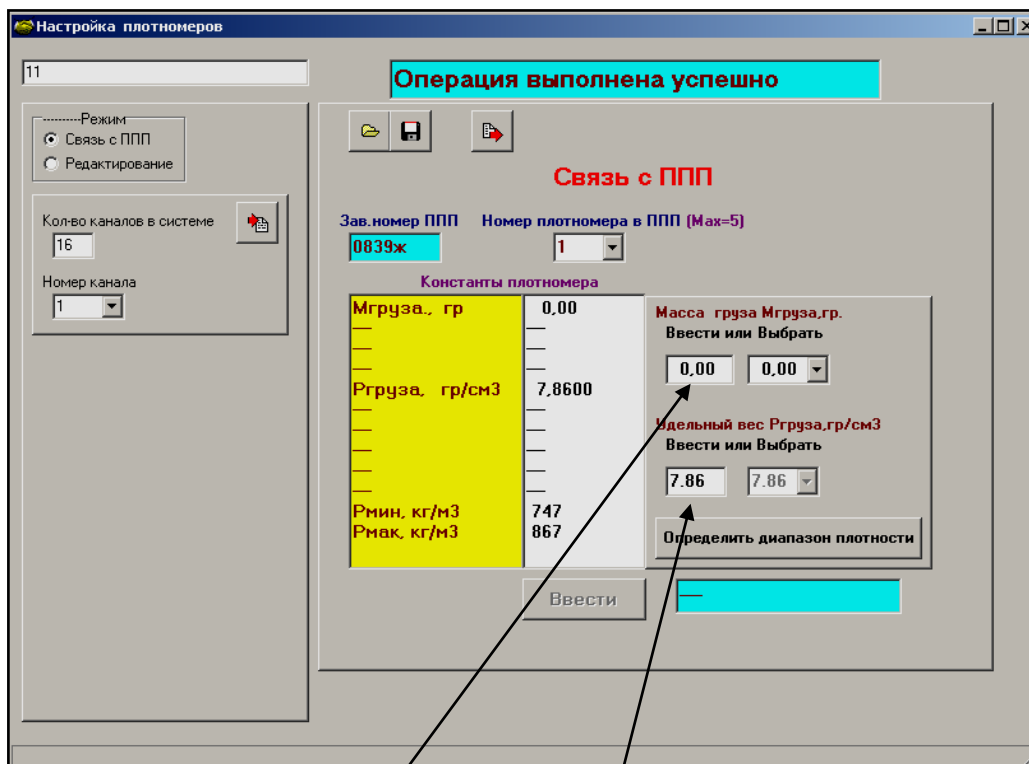 Настройка плотномеров
11
Операция выполнена успешно
----------Режим
Связь с ППП
Редактирование
Кол-во каналов в системе
16
Номер канала
1
Связь с ППП
Зав.номер ППП Номер плотномера в ППП (Max=5)
0839ж 1
Константы плотномера
Мгруза., гр 0,00
— —
— —
— —
Ргруза, гр/см3 7,8600
— —
— —
— —
— —
— —
Рмин, кг/м3 747
Рмак, кг/м3 867
Масса груза Мгруза,гр.
Ввести или Выбрать
0,00 0,00
Удельный вес Ргруза,гр/см3
Ввести или Выбрать
7.86 7.86
Определить диапазон плотности
Ввести —